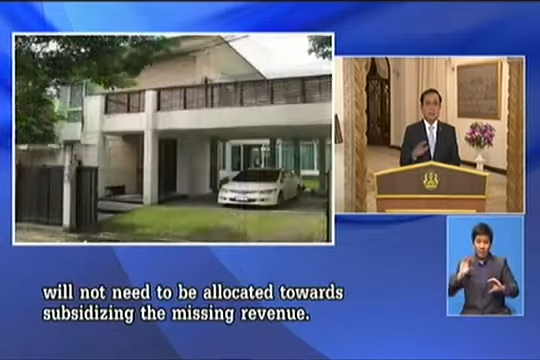 will not need to be allocated towards
subsidizing the missing revenue.